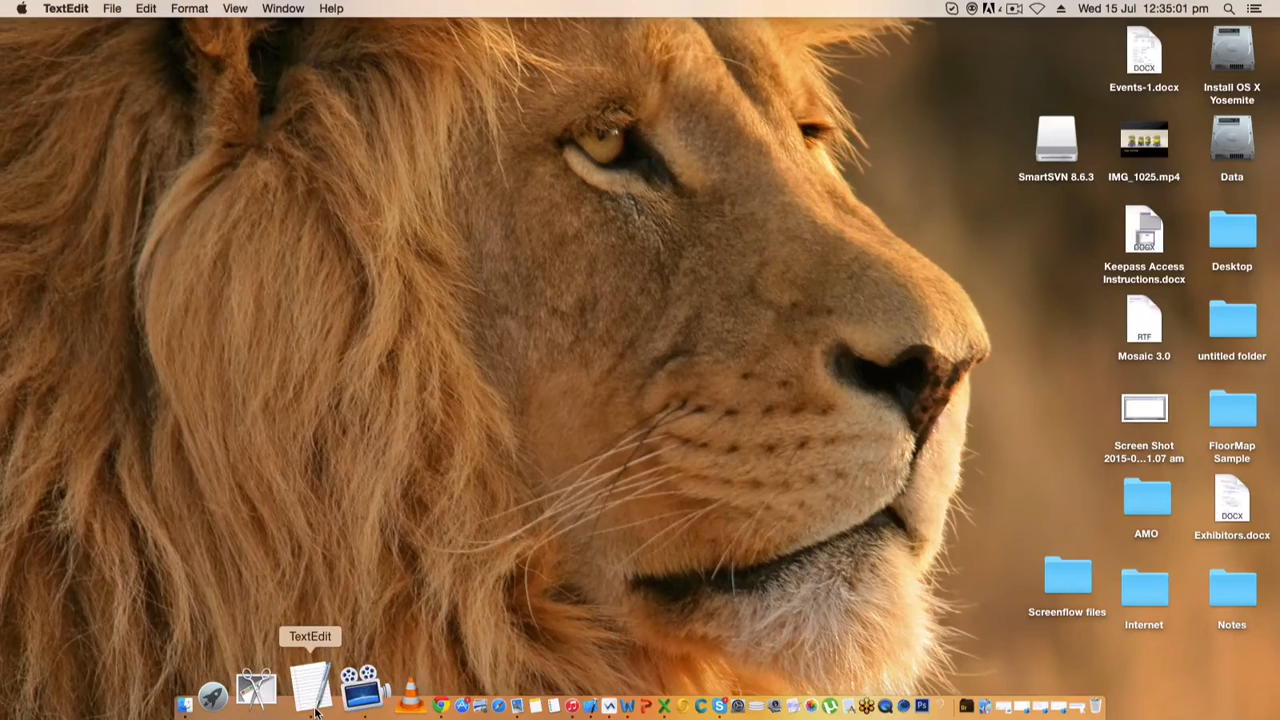 TextEdit File Edit Format View Window Help Wed 15 Jul 12:35:01 pm
DOCX
Events-1.docx
Install OS X
Yosemite
SmartSVN 8.6.3
IMG_1025.mp4
Data
DOCX
Keepass Access
Instructions.docx
Desktop
RTF
Mosaic 3.0
untitled folder
Screen Shot
2015-0...1.07 am
FloorMap
Sample
AMO
DOCX
Exhibitors.docx
Screenflow files
Internet
Notes
TextEdit